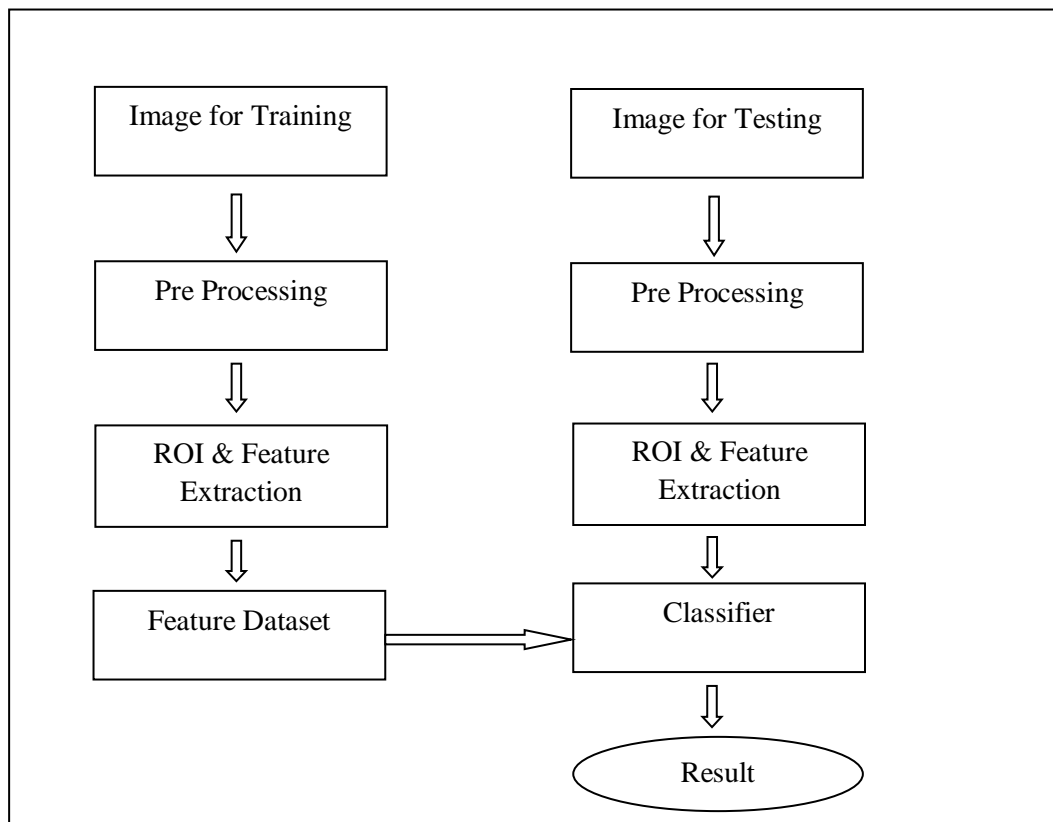 Image for Training
Image for Testing
Pre Processing
Pre Processing
ROI & Feature
Extraction
ROI & Feature
Extraction
Feature Dataset
Classifier
Result